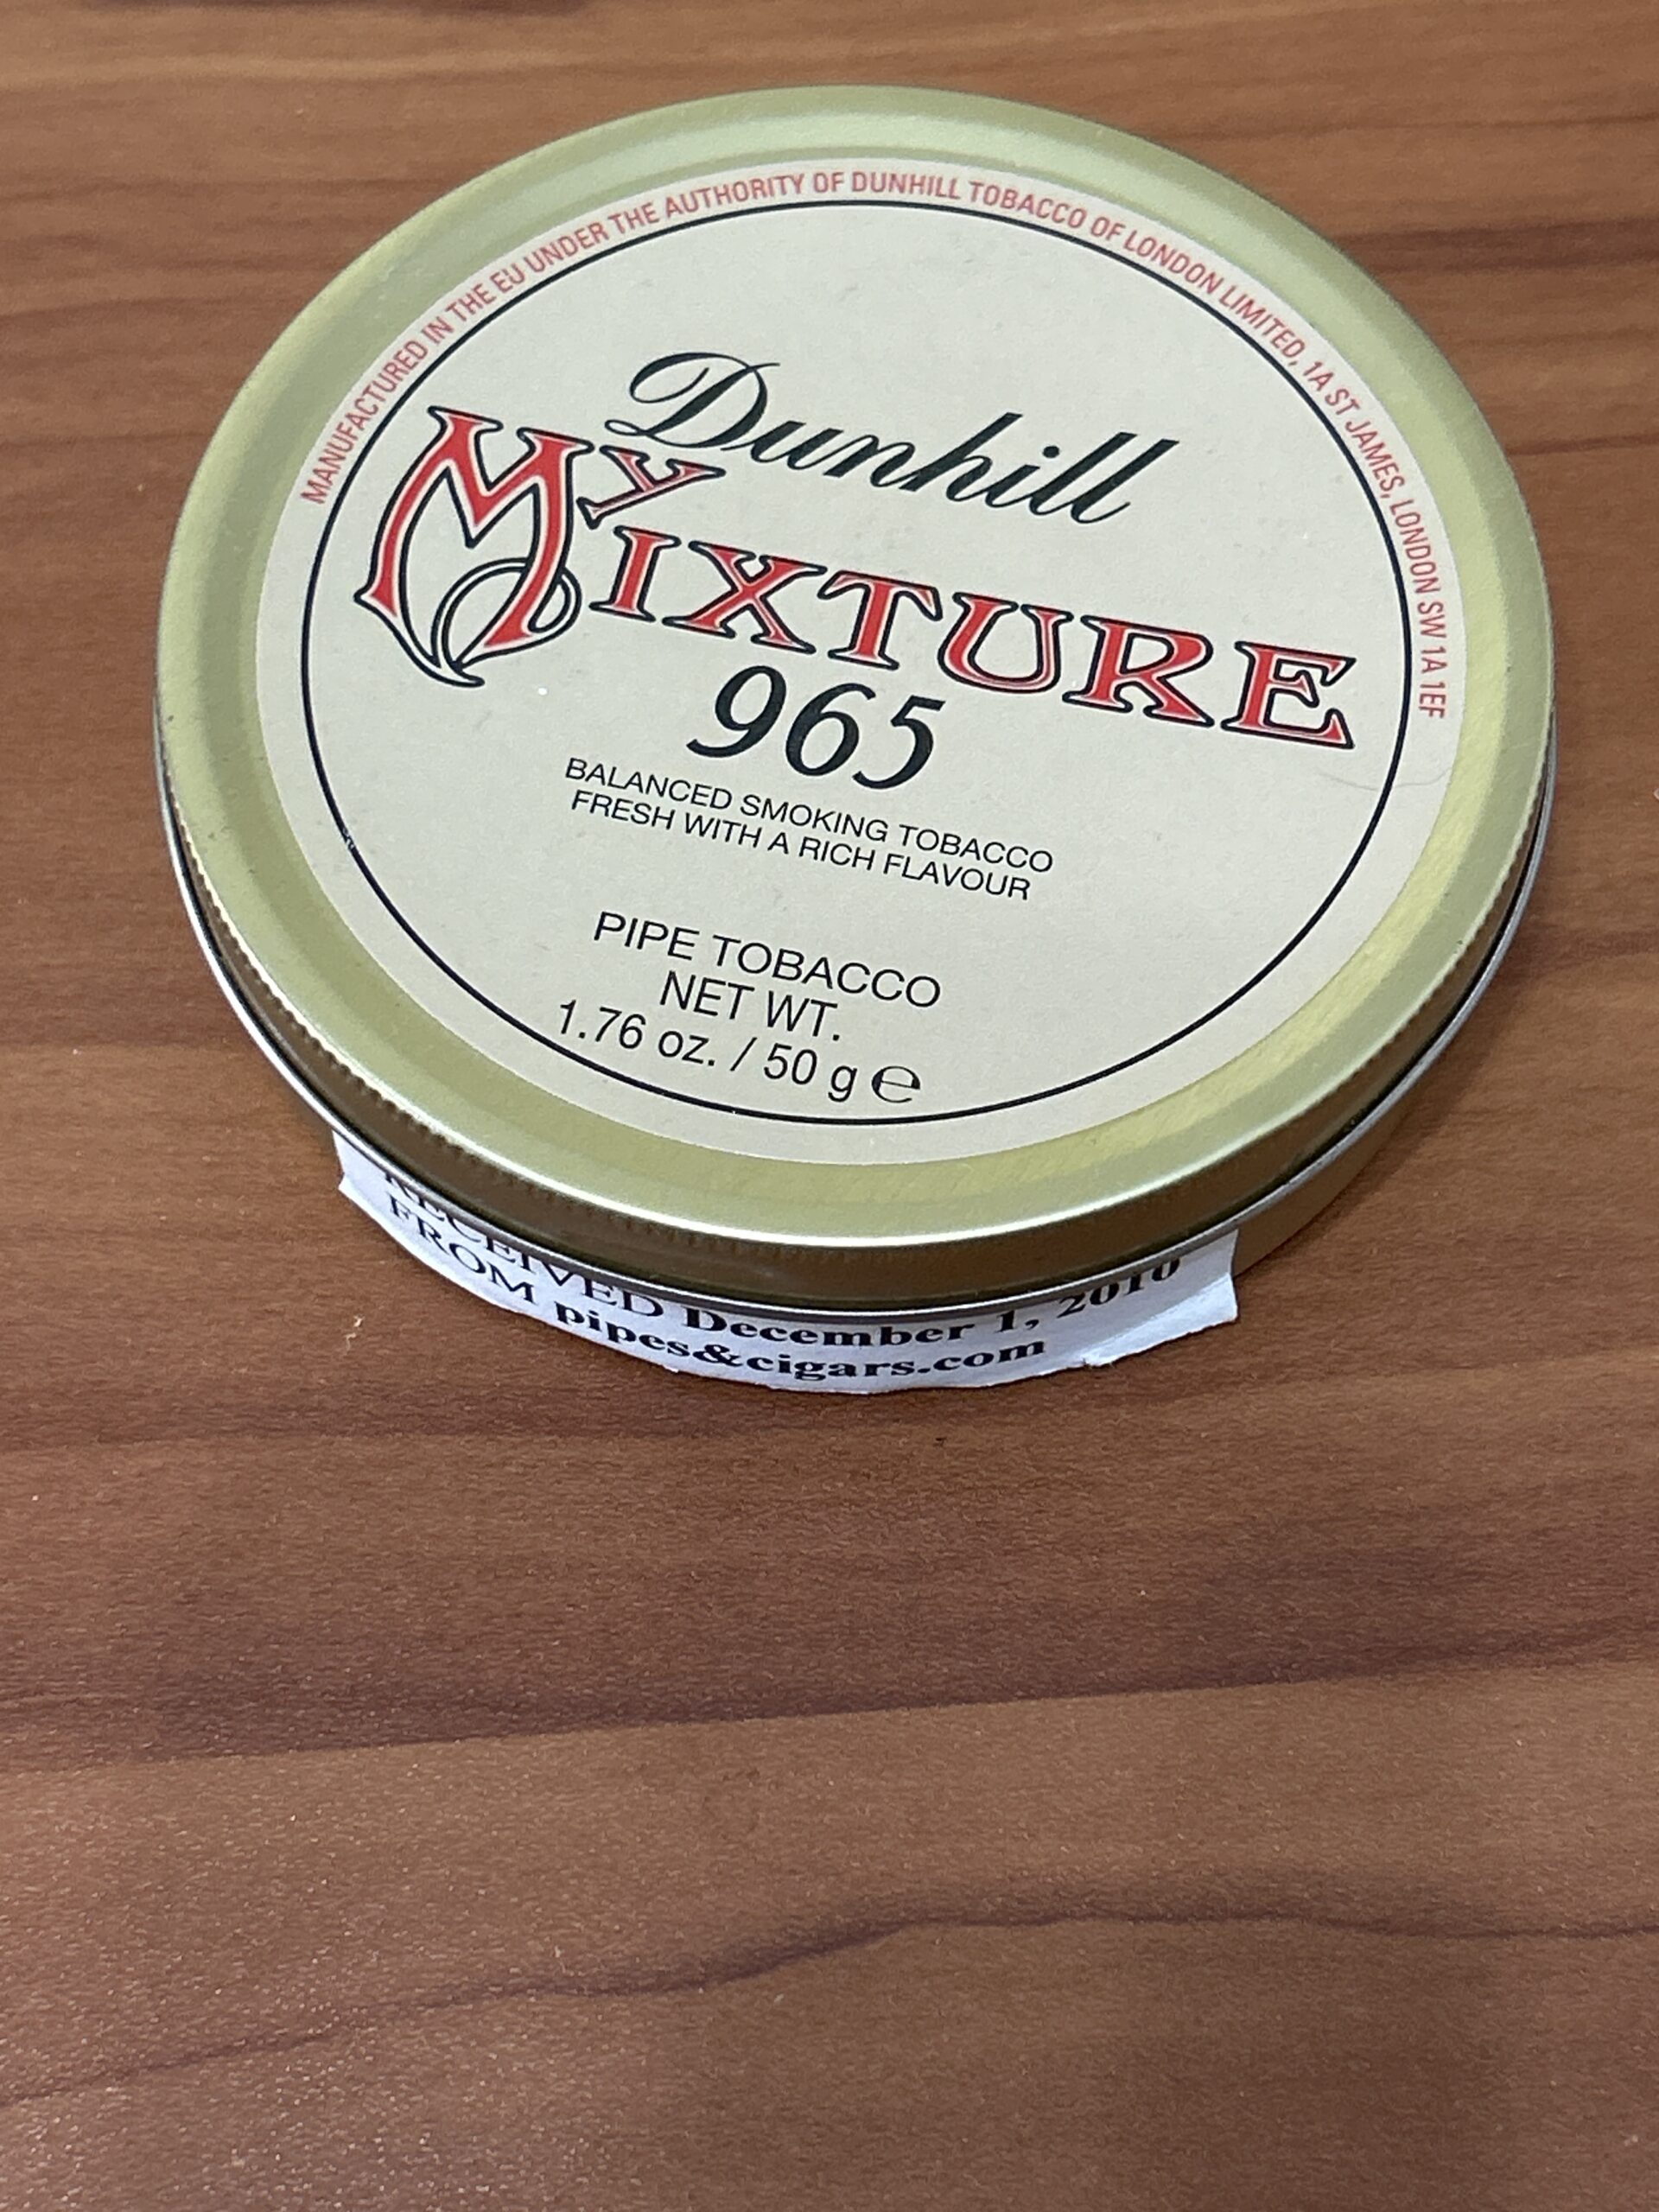 MANUFACTURED IN THE EU UNDER THE AUTHORITY OF DUNHILL TOBACCO OF LONDON LIMITED, 1A ST JAMES, LONDON SW 1A 1EF
Dunhill
MY
MIXTURE
965
BALANCED SMOKING TOBACCO
FRESH WITH A RICH FLAVOUR
PIPE TOBACCO
NET WT.
1.76 oz. / 50 g ℮
RECEIVED December 1, 2010
FROM pipes&cigars.com